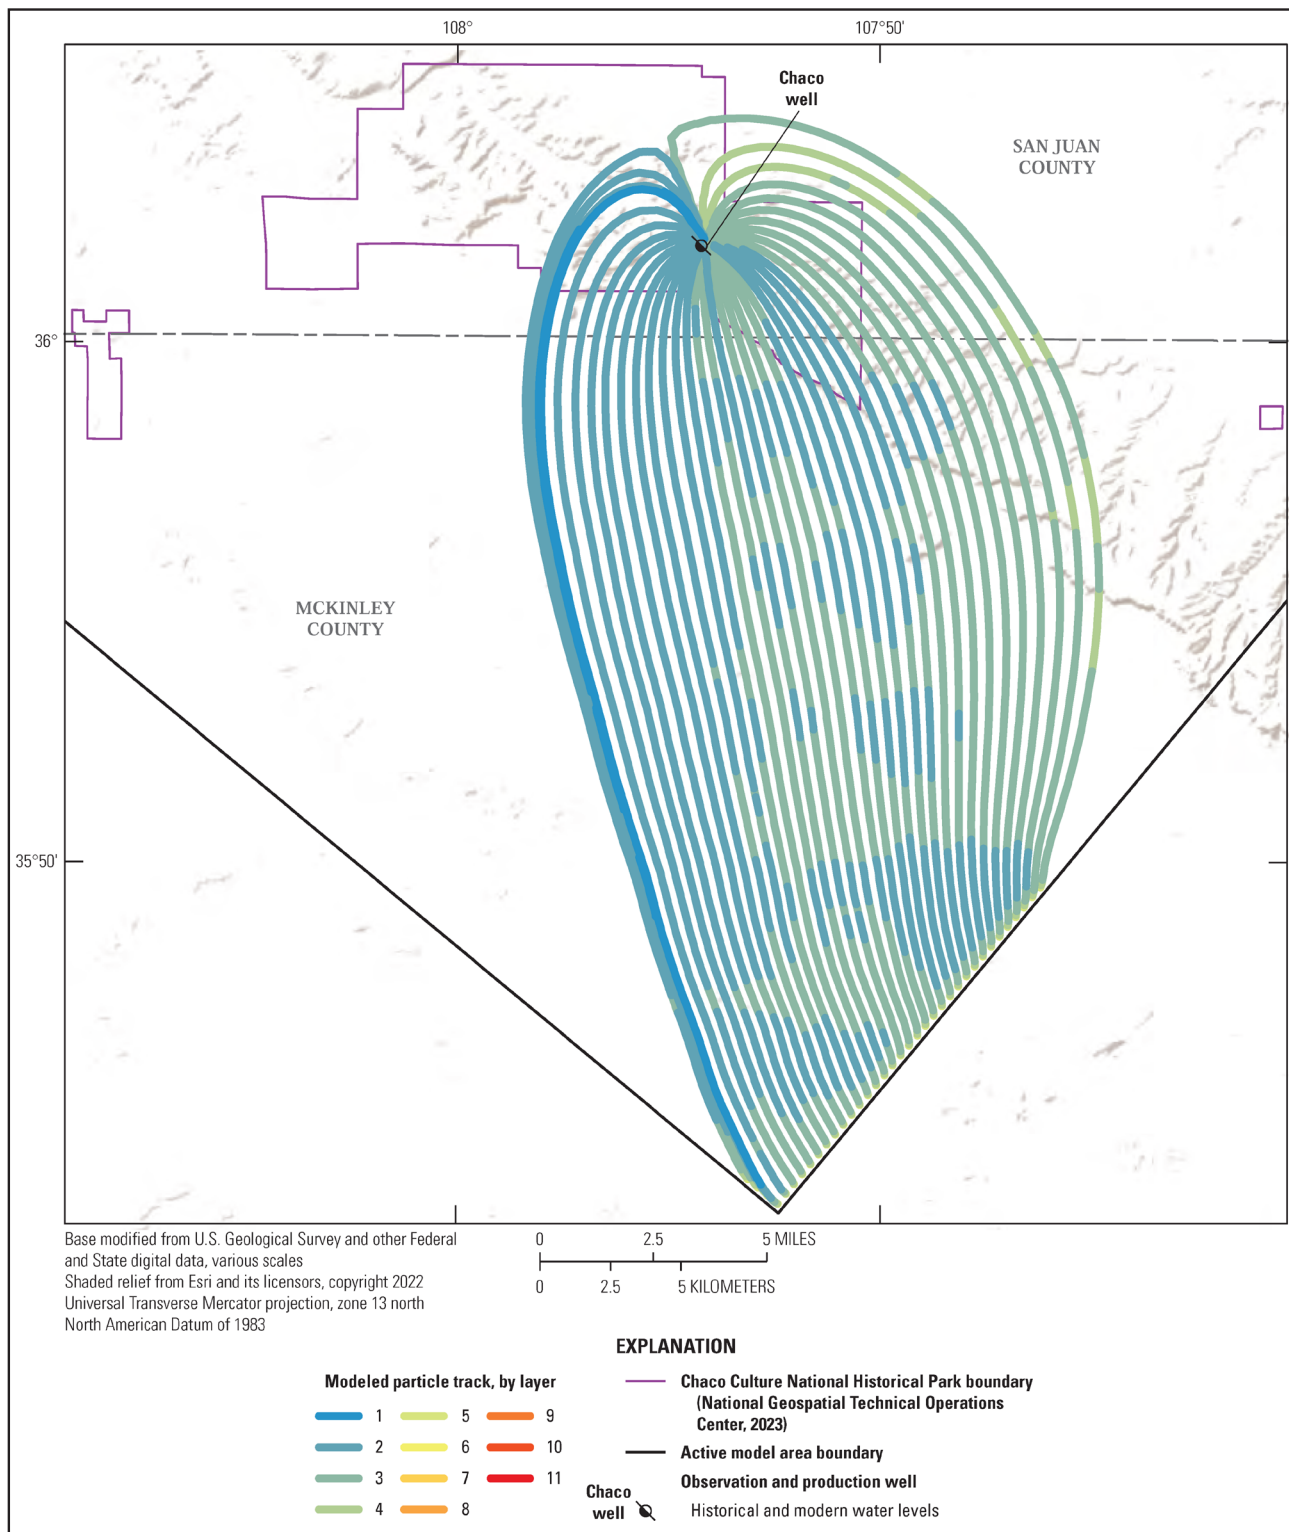 108°
107°50'
Chaco
well
SAN JUAN
COUNTY
36°
MCKINLEY
COUNTY
35°50'
Base modified from U.S. Geological Survey and other Federal
and State digital data, various scales
Shaded relief from Esri and its licensors, copyright 2022
Universal Transverse Mercator projection, zone 13 north
North American Datum of 1983
0 2.5 5 MILES
0 2.5 5 KILOMETERS
EXPLANATION
Modeled particle track, by layer
1 5 9
2 6 10
3 7 11
4 8
Chaco Culture National Historical Park boundary
(National Geospatial Technical Operations
Center, 2023)
Active model area boundary
Observation and production well
Chaco
well
Historical and modern water levels